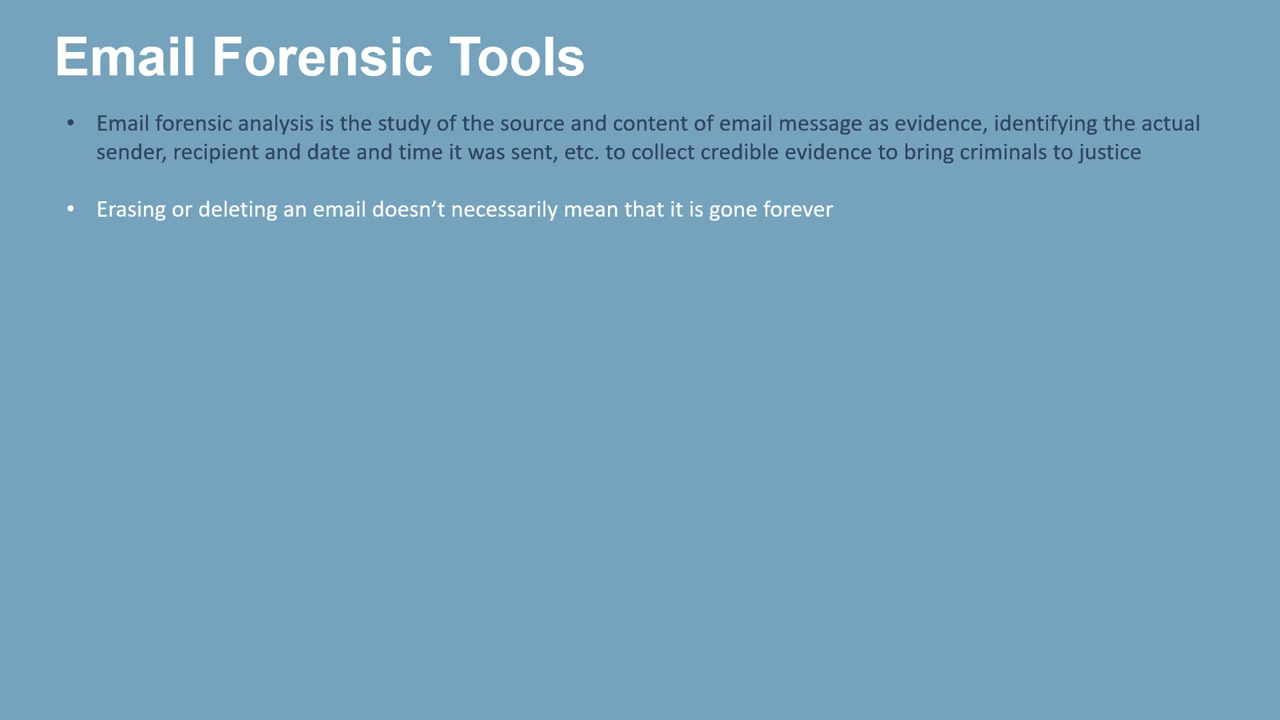 Email Forensic Tools
• Email forensic analysis is the study of the source and content of email message as evidence, identifying the actual
sender, recipient and date and time it was sent, etc. to collect credible evidence to bring criminals to justice
• Erasing or deleting an email doesn’t necessarily mean that it is gone forever